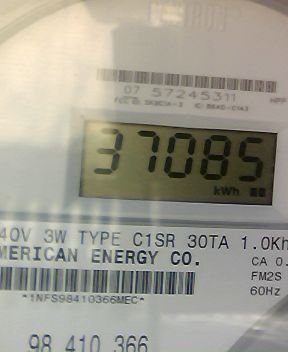 07 57245311
37085
kWh
40V 3W TYPE C1SR 30TA 1.0Kh
MERICAN ENERGY CO.
CA 0.
FM2S
60Hz
*1NFS98410366MEC*
98 410 366